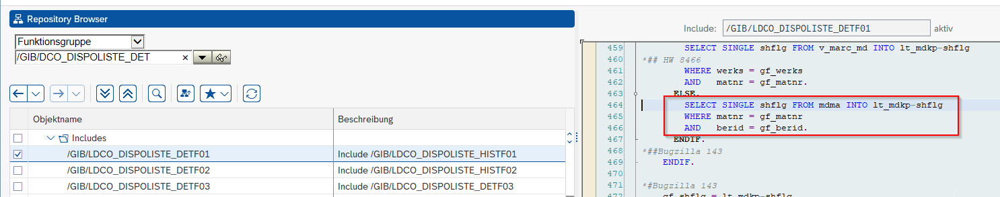 Repository Browser
Funktionsgruppe
/GIB/DCO_DISPOLISTE_DET
Objektname Beschreibung
Includes
/GIB/LDCO_DISPOLISTE_DETF01 Include /GIB/LDCO_DISPOLISTE_HISTF01
/GIB/LDCO_DISPOLISTE_DETF02 Include /GIB/LDCO_DISPOLISTE_HISTF02
/GIB/LDCO_DISPOLISTE_DETF03 Include /GIB/LDCO_DISPOLISTE_DETF03
Include: /GIB/LDCO_DISPOLISTE_DETF01 aktiv
459 SELECT SINGLE shflg FROM v_marc_md INTO lt_mdkp-shflg
460 *## HW 8466
461 WHERE werks = gf_werks
462 AND matnr = gf_matnr.
463 ELSE.
464 SELECT SINGLE shflg FROM mdma INTO lt_mdkp-shflg
465 WHERE matnr = gf_matnr
466 AND berid = gf_berid.
467 ENDIF.
468 *##Bugzilla 143
469 ENDIF.
470
471 *#Bugzilla 143
472 gf_shflg = lt_mdkp-shflg